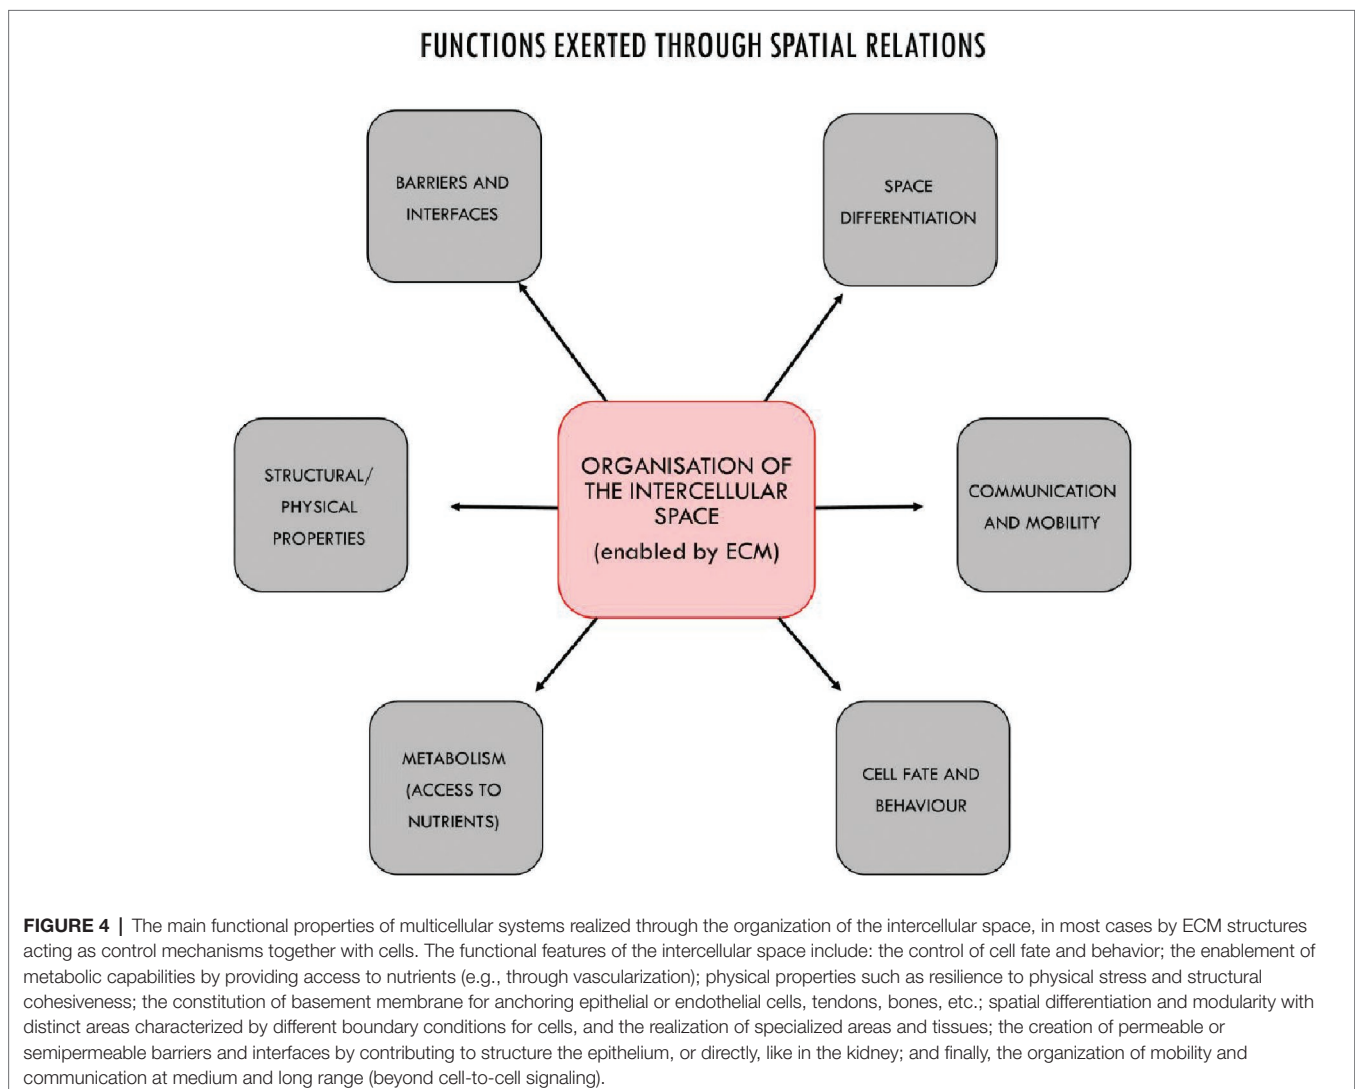 FUNCTIONS EXERTED THROUGH SPATIAL RELATIONS
BARRIERS AND
INTERFACES
SPACE
DIFFERENTIATION
STRUCTURAL/
PHYSICAL
PROPERTIES
ORGANISATION OF
THE INTERCELLULAR
SPACE
(enabled by ECM)
COMMUNICATION
AND MOBILITY
METABOLISM
(ACCESS TO
NUTRIENTS)
CELL FATE AND
BEHAVIOUR
FIGURE 4 | The main functional properties of multicellular systems realized through the organization of the intercellular space, in most cases by ECM structures
acting as control mechanisms together with cells. The functional features of the intercellular space include: the control of cell fate and behavior; the enablement of
metabolic capabilities by providing access to nutrients (e.g., through vascularization); physical properties such as resilience to physical stress and structural
cohesiveness; the constitution of basement membrane for anchoring epithelial or endothelial cells, tendons, bones, etc.; spatial differentiation and modularity with
distinct areas characterized by different boundary conditions for cells, and the realization of specialized areas and tissues; the creation of permeable or
semipermeable barriers and interfaces by contributing to structure the epithelium, or directly, like in the kidney; and finally, the organization of mobility and
communication at medium and long range (beyond cell-to-cell signaling).